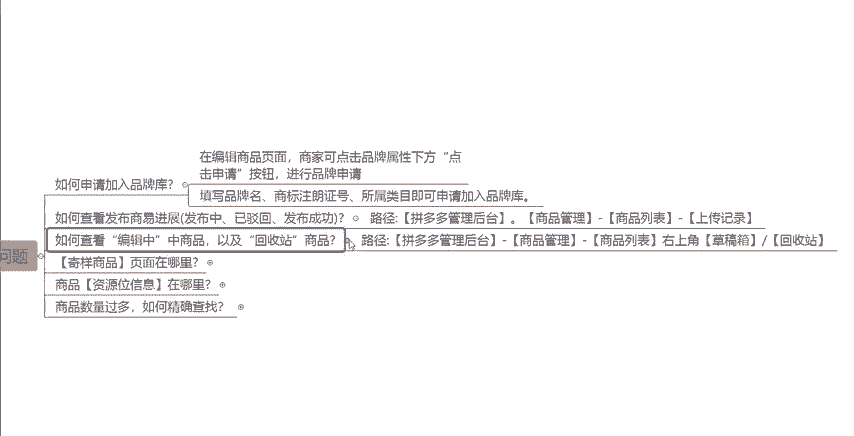 在编辑商品页面，商家可点击品牌属性下方“点
击申请”按钮，进行品牌申请
如何申请加入品牌库？
填写品牌名、商标注朗证号、所属类目即可申请加入品牌库。
如何查看发布商易进展(发布中、已驳回、发布成功)？ 路径:【拼多多管理后台】。【商品管理】-【商品列表】-【上传记录】
如何查看“编辑中”中商品，以及“回收站”商品？ 路径:【拼多多管理后台】-【商品管理】-【商品列表】右上角【草稿箱】/【回收站】
问题
【寄样商品】页面在哪里？
商品【资源位信息】在哪里？
商品数量过多，如何精确查找？